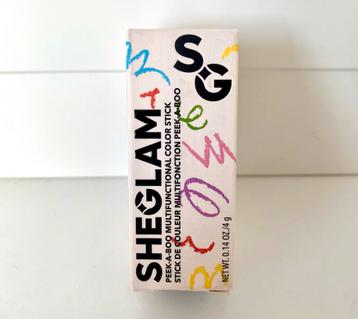 SG
SHEGLAM
PEEK-A-BOO MULTIFUNCTIONAL COLOR STICK
STICK DE COULEUR MULTIFONCTION PEEK-A-BOO
NET WT. 0.14 OZ./4 g